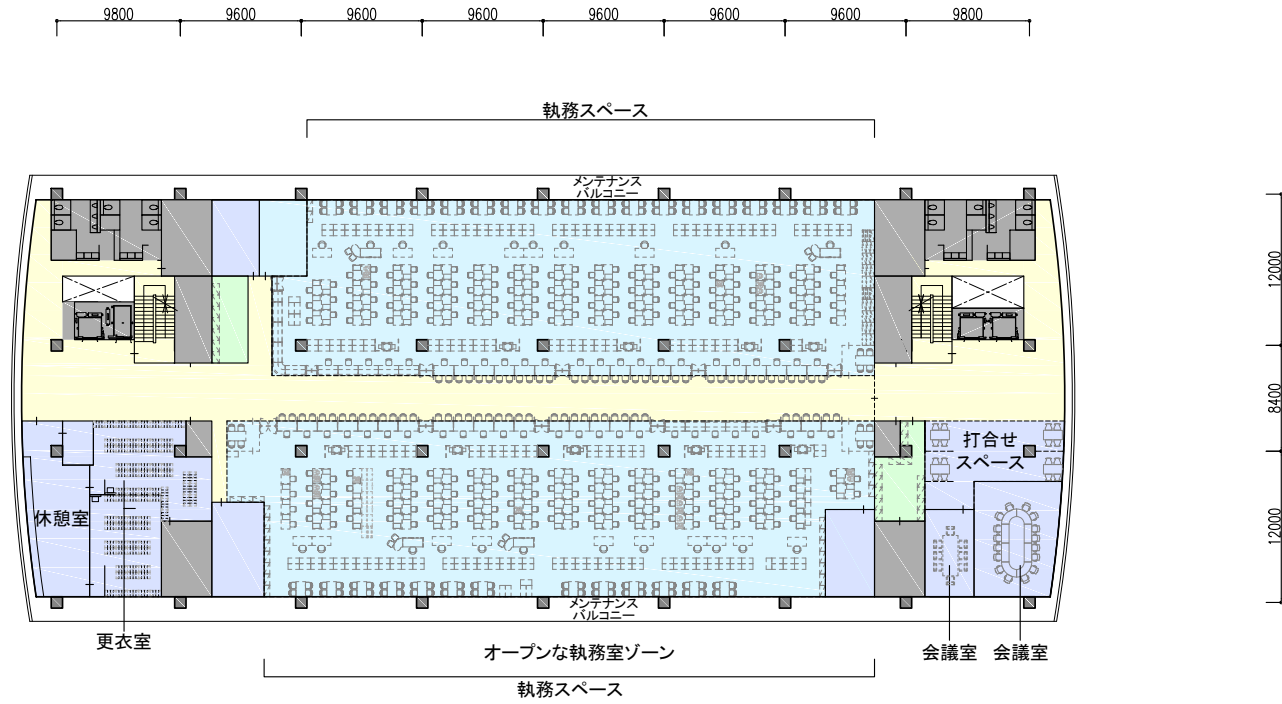 9800 9600 9600 9600 9600 9600 9600 9800
執務スペース
メンテナンス
バルコニー
12000
8400
12000
打合せ
スペース
休憩室
メンテナンス
バルコニー
更衣室
オープンな執務室ゾーン
会議室 会議室
執務スペース